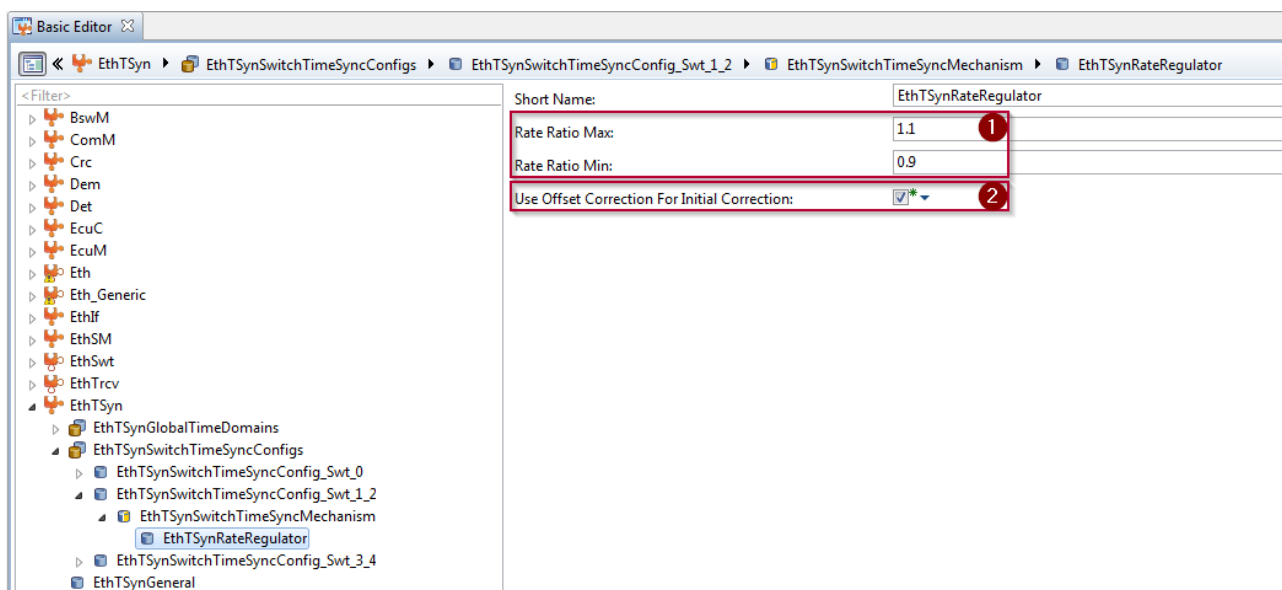 Basic Editor
EthTSyn EthTSynSwitchTimeSyncConfigs EthTSynSwitchTimeSyncConfig_Swt_1_2 EthTSynSwitchTimeSyncMechanism EthTSynRateRegulator
<Filter>
BswM
ComM
Crc
Dem
Det
EcuC
EcuM
Eth
Eth_Generic
EthIf
EthSM
EthSwt
EthTrcv
EthTSyn
EthTSynGlobalTimeDomains
EthTSynSwitchTimeSyncConfigs
EthTSynSwitchTimeSyncConfig_Swt_0
EthTSynSwitchTimeSyncConfig_Swt_1_2
EthTSynSwitchTimeSyncMechanism
EthTSynRateRegulator
EthTSynSwitchTimeSyncConfig_Swt_3_4
EthTSynGeneral
Short Name: EthTSynRateRegulator
Rate Ratio Max: 1.1 1
Rate Ratio Min: 0.9
Use Offset Correction For Initial Correction: 2